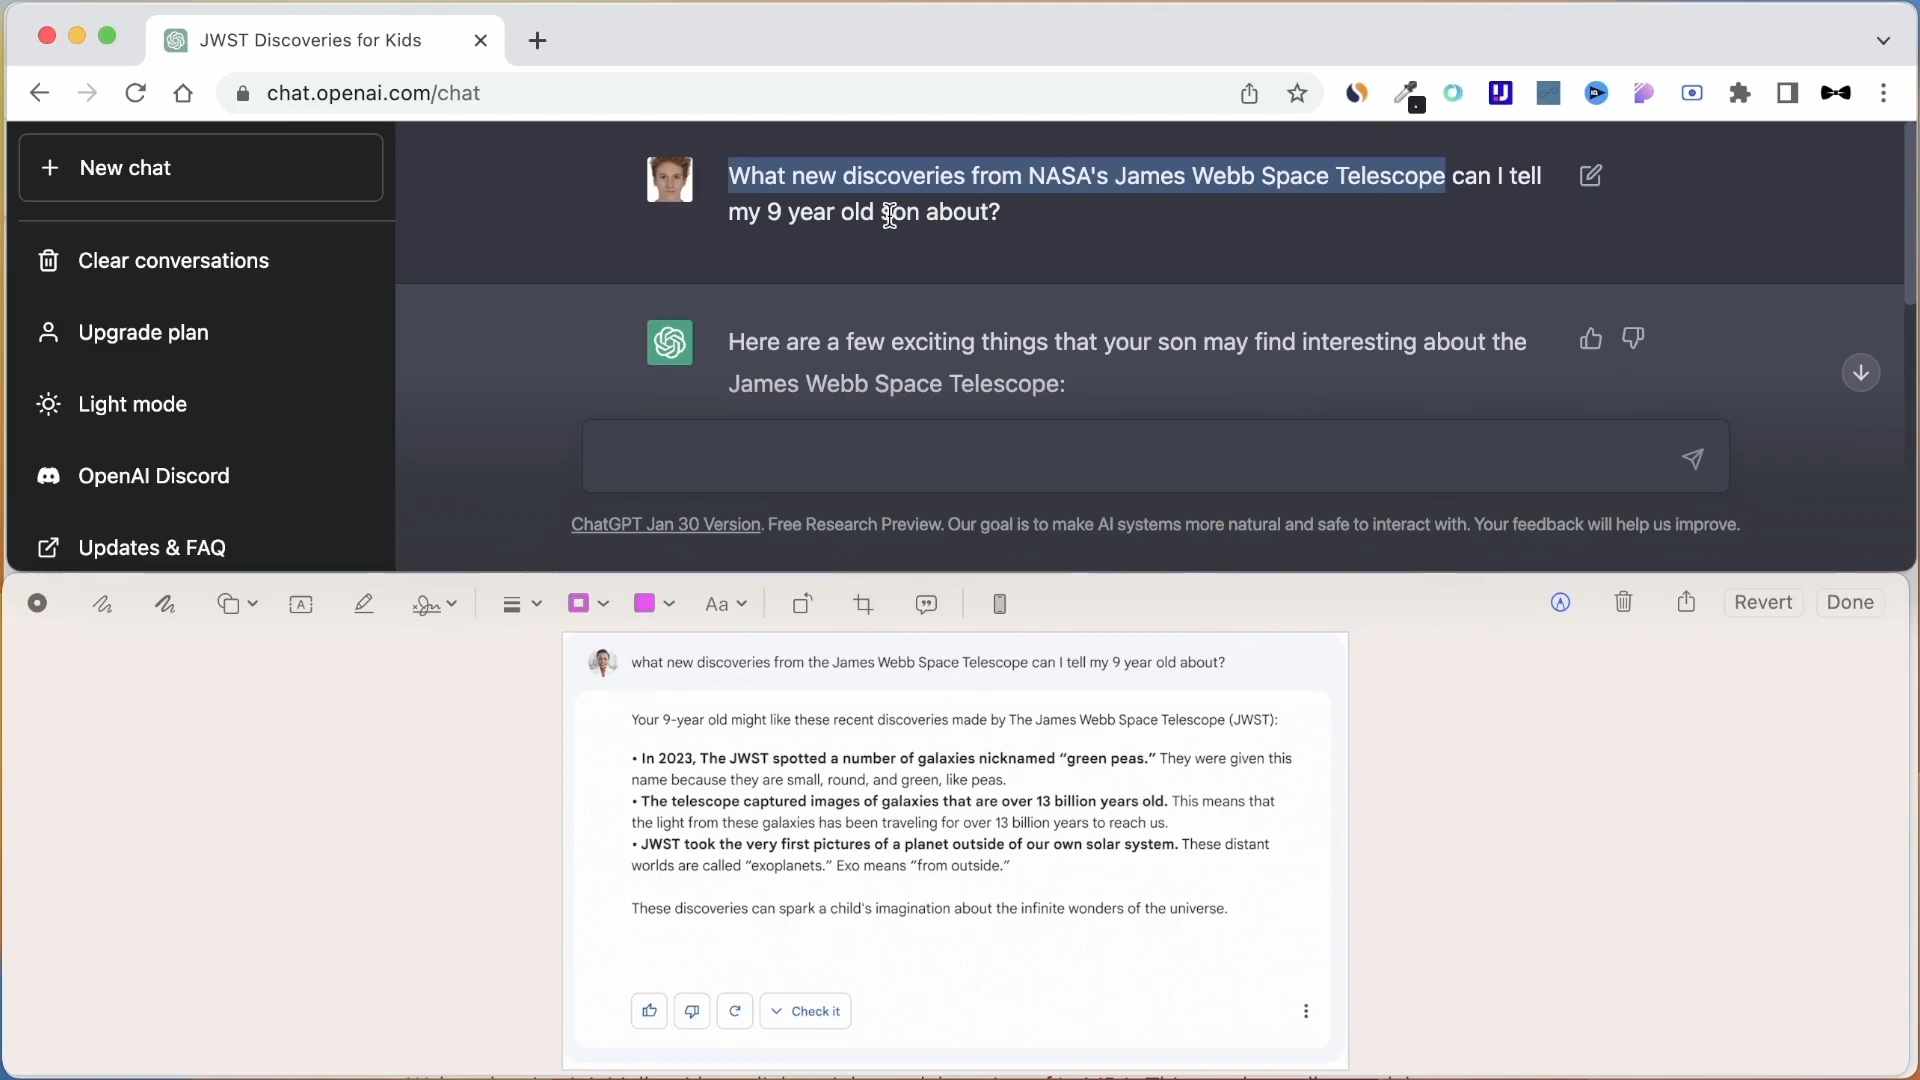 JWST Discoveries for Kids
chat.openai.com/chat
New chat
What new discoveries from NASA's James Webb Space Telescope can I tell
my 9 year old son about?
Clear conversations
Upgrade plan
Here are a few exciting things that your son may find interesting about the
James Webb Space Telescope:
Light mode
OpenAI Discord
ChatGPT Jan 30 Version. Free Research Preview. Our goal is to make AI systems more natural and safe to interact with. Your feedback will help us improve.
Updates & FAQ
A
Aa
Revert
Done
what new discoveries from the James Webb Space Telescope can I tell my 9 year old about?
Your 9-year old might like these recent discoveries made by The James Webb Space Telescope (JWST):
• In 2023, The JWST spotted a number of galaxies nicknamed “green peas.” They were given this
name because they are small, round, and green, like peas.
• The telescope captured images of galaxies that are over 13 billion years old. This means that
the light from these galaxies has been traveling for over 13 billion years to reach us.
• JWST took the very first pictures of a planet outside of our own solar system. These distant
worlds are called “exoplanets.” Exo means “from outside.”
These discoveries can spark a child's imagination about the infinite wonders of the universe.
Check it